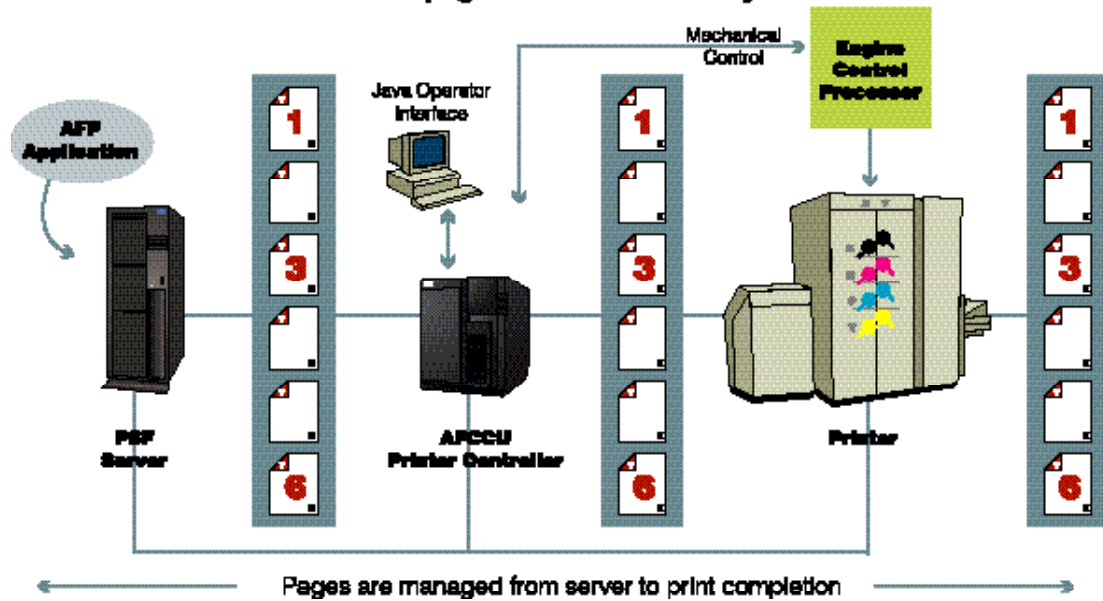 Mechanical
Control
Engine
Control
Processor
Java Operator
Interface
AFP
Application
1
1
1
3
3
3
PSF
Server
AFCCU
Printer Controller
Printer
6
6
6
Pages are managed from server to print completion